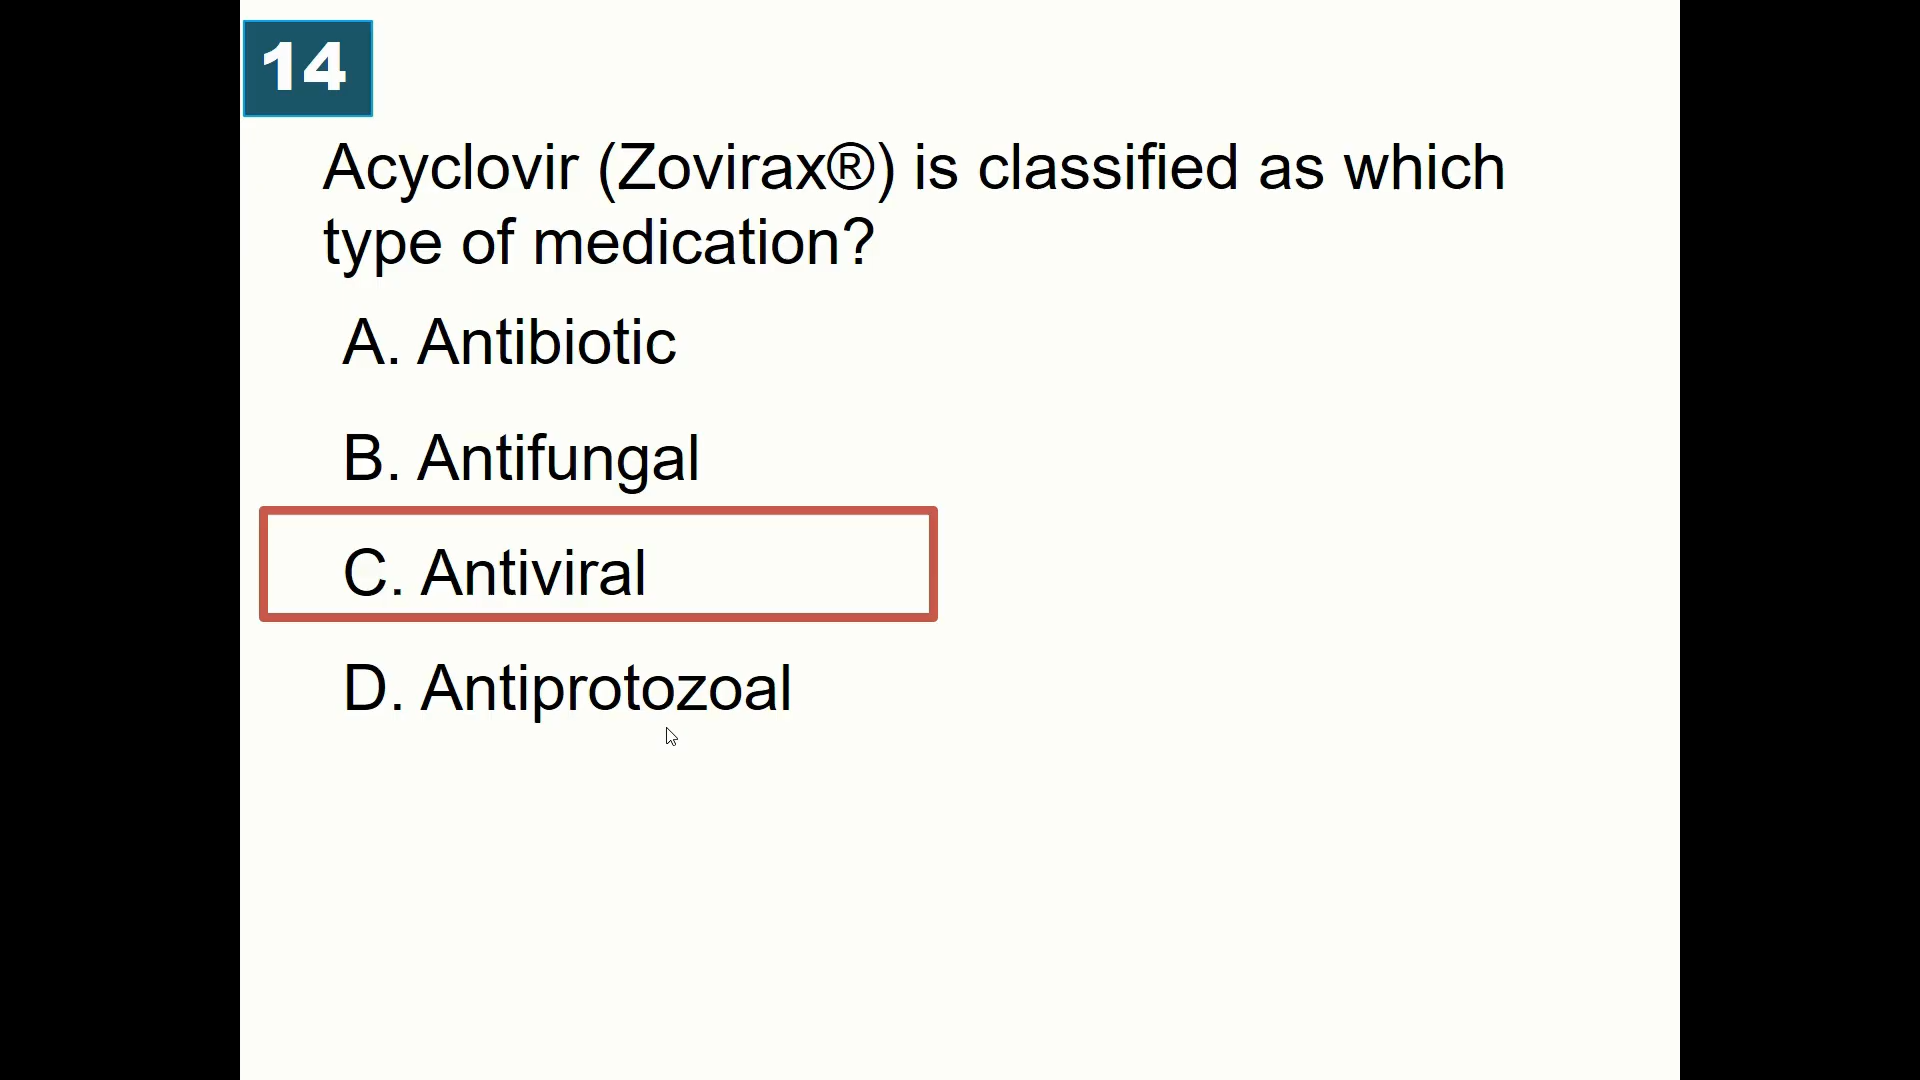 14
Acyclovir (Zovirax®) is classified as which
type of medication?
A. Antibiotic
B. Antifungal
C. Antiviral
D. Antiprotozoal